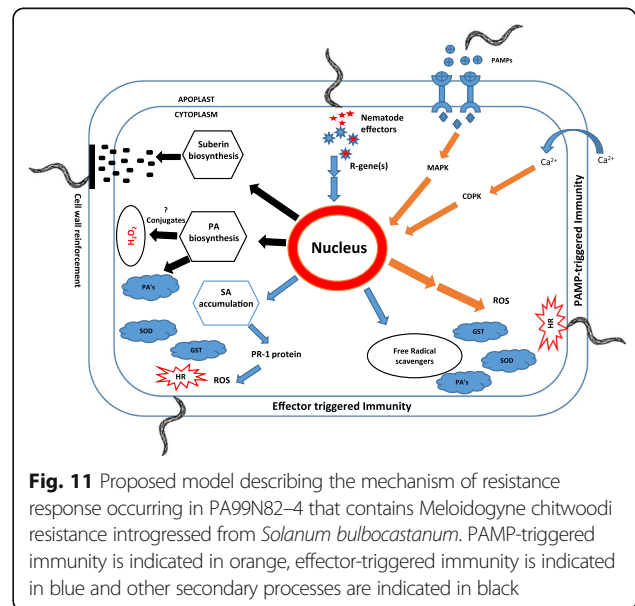 PAMPs
APOPLAST
CYTOPLASM
Nematode
effectors
R-gene(s)
MAPK
CDPK
Ca²⁺
Ca²⁺
Suberin
biosynthesis
Cell wall reinforcement
?
Conjugates
H₂O₂
PA
biosynthesis
Nucleus
PAMP-triggered Immunity
PA's
SA
accumulation
SOD
GST
PR-1 protein
HR
ROS
ROS
HR
GST
SOD
Free Radical
scavengers
PA's
Effector triggered Immunity
Fig. 11 Proposed model describing the mechanism of resistance
response occurring in PA99N82–4 that contains Meloidogyne chitwoodi
resistance introgressed from Solanum bulbocastanum. PAMP-triggered
immunity is indicated in orange, effector-triggered immunity is indicated
in blue and other secondary processes are indicated in black